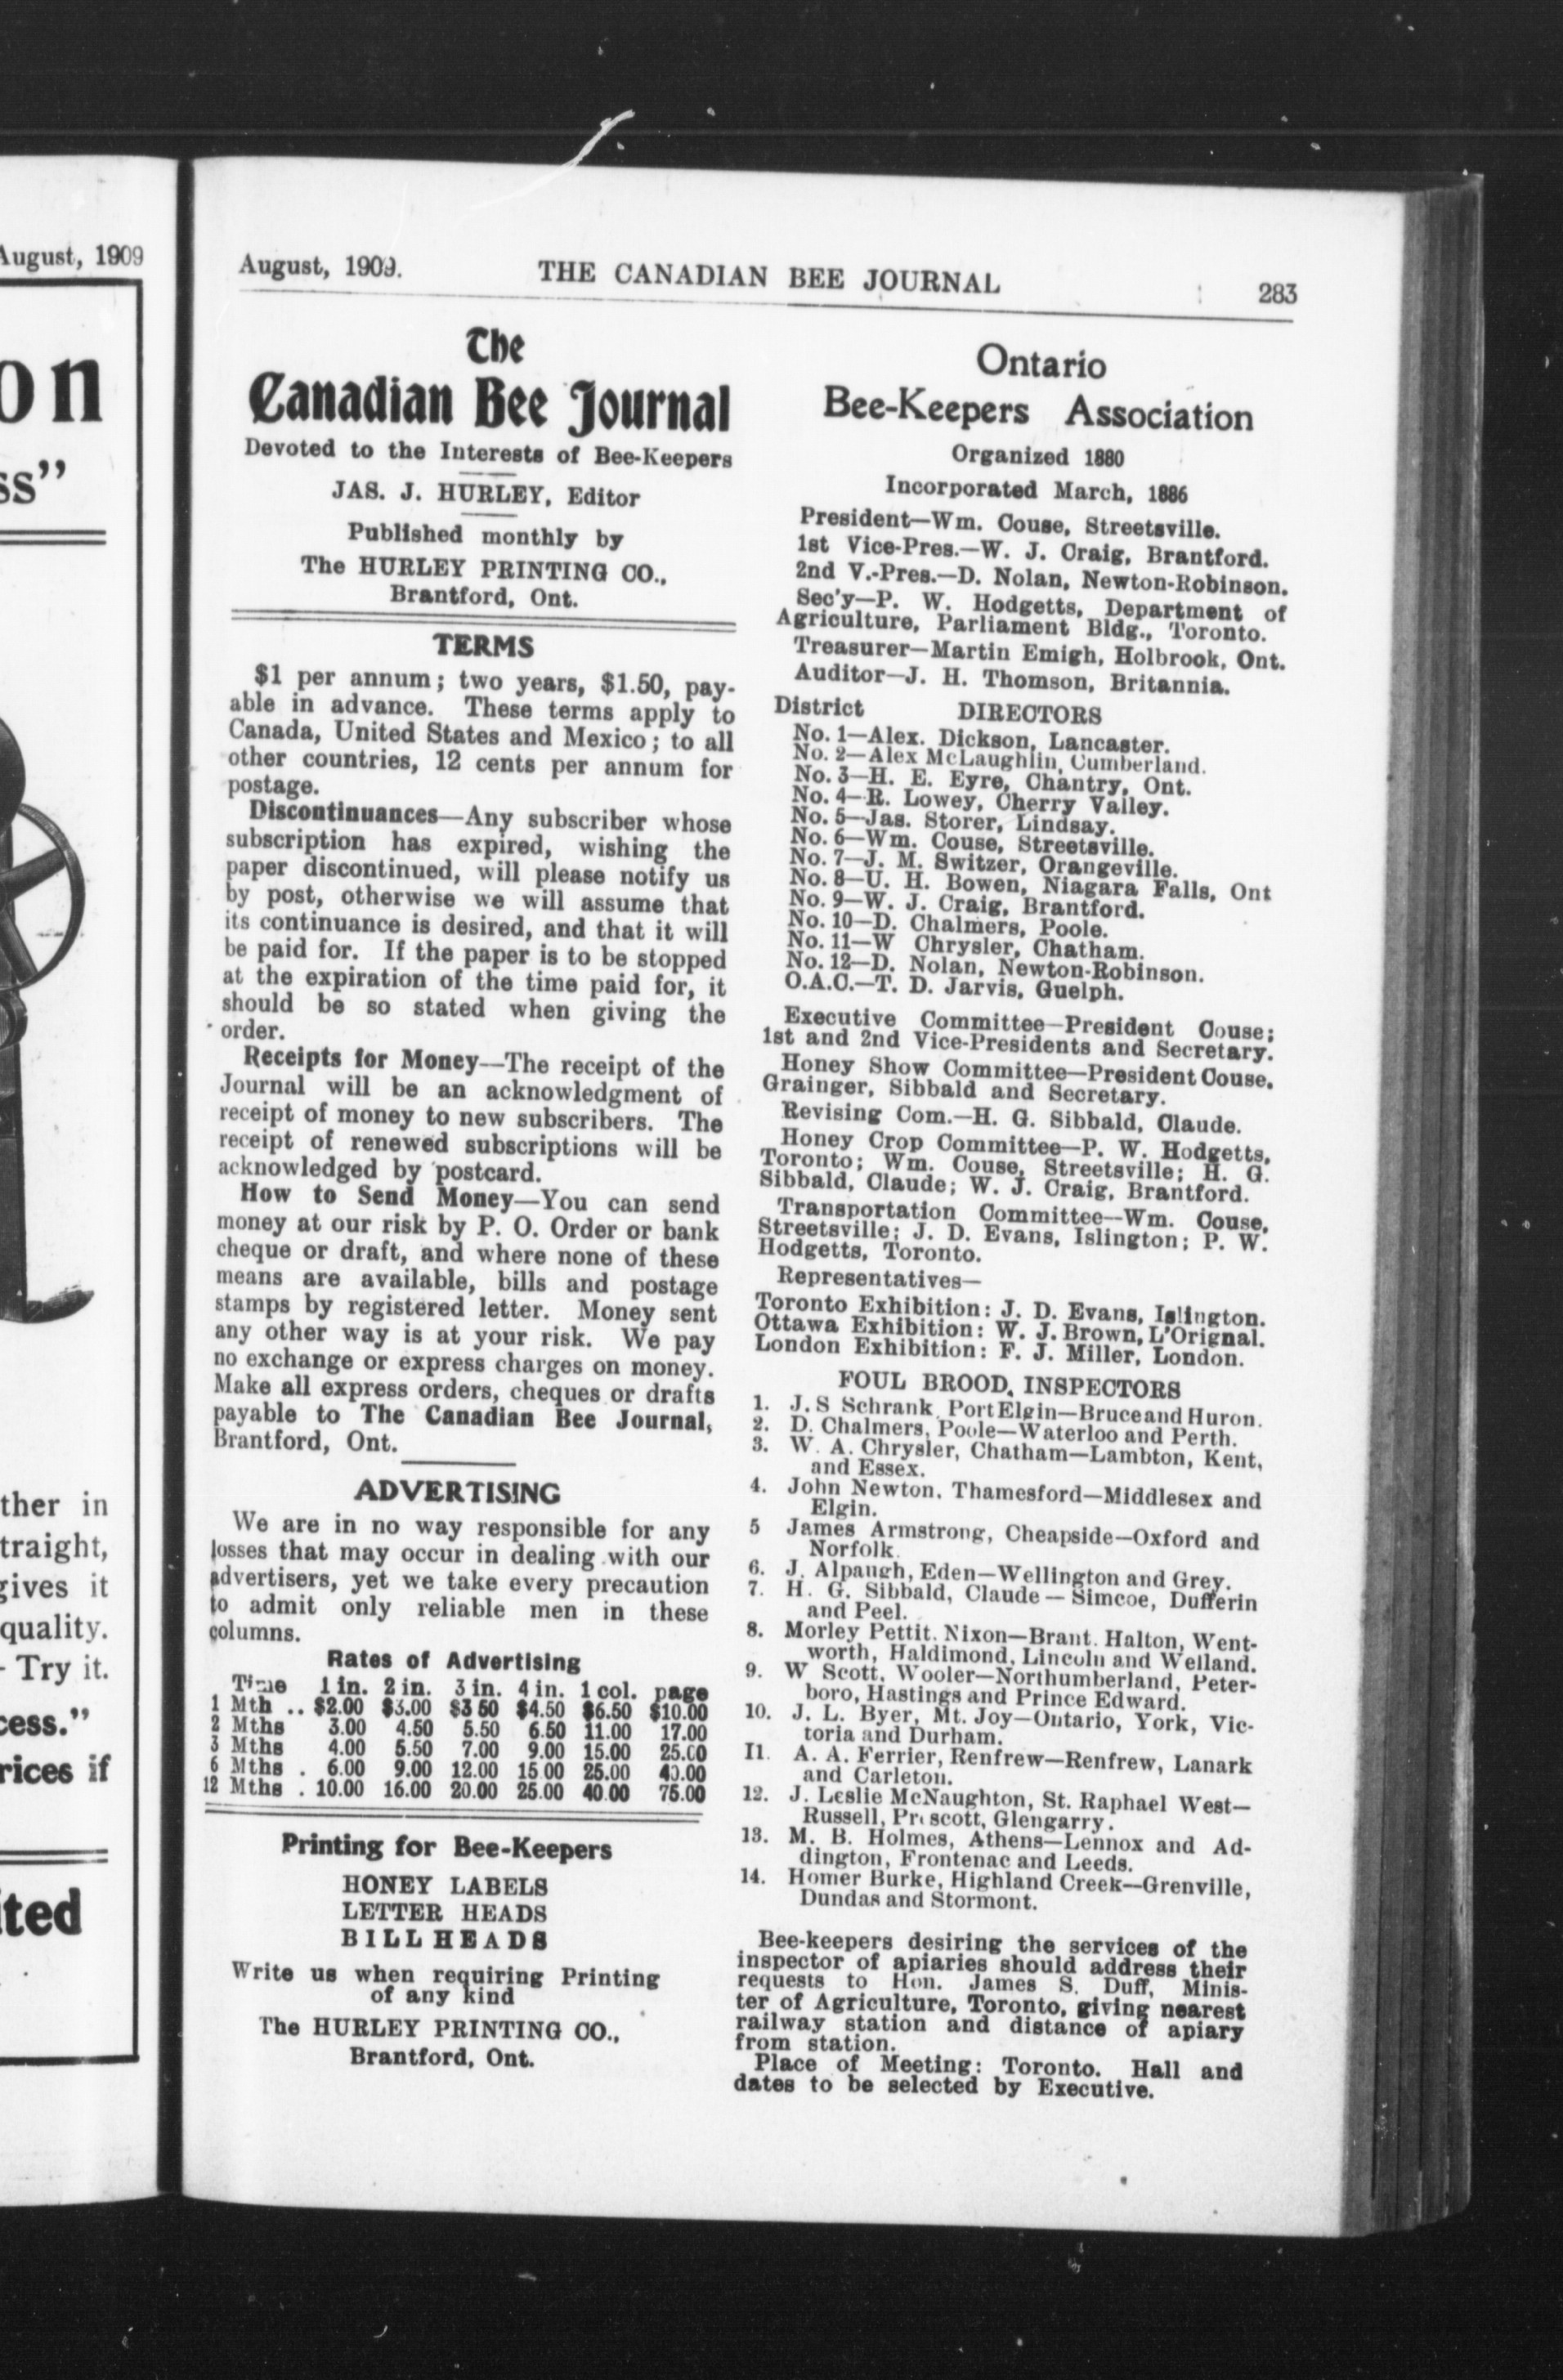 August, 1909
on
ss"
ther in
traight,
gives it
quality.
- Try it.
cess."
rices if
ited
August, 1909. THE CANADIAN BEE JOURNAL 283
The
Canadian Bee Journal
Devoted to the Interests of Bee-Keepers
JAS. J. HURLEY, Editor
Published monthly by
The HURLEY PRINTING CO.,
Brantford, Ont.
TERMS
$1 per annum; two years, $1.50, pay-
able in advance. These terms apply to
Canada, United States and Mexico; to all
other countries, 12 cents per annum for
postage.
Discontinuances—Any subscriber whose
subscription has expired, wishing the
paper discontinued, will please notify us
by post, otherwise we will assume that
its continuance is desired, and that it will
be paid for. If the paper is to be stopped
at the expiration of the time paid for, it
should be so stated when giving the
order.
Receipts for Money—The receipt of the
Journal will be an acknowledgment of
receipt of money to new subscribers. The
receipt of renewed subscriptions will be
acknowledged by postcard.
How to Send Money—You can send
money at our risk by P. O. Order or bank
cheque or draft, and where none of these
means are available, bills and postage
stamps by registered letter. Money sent
any other way is at your risk. We pay
no exchange or express charges on money.
Make all express orders, cheques or drafts
payable to The Canadian Bee Journal,
Brantford, Ont.
ADVERTISING
We are in no way responsible for any
losses that may occur in dealing with our
advertisers, yet we take every precaution
to admit only reliable men in these
columns.
Rates of Advertising
Time 1 in. 2 in. 3 in. 4 in. 1 col. page
1 Mth .. $2.00 $3.00 $3 50 $4.50 $6.50 $10.00
2 Mths 3.00 4.50 5.50 6.50 11.00 17.00
3 Mths 4.00 5.50 7.00 9.00 15.00 25.00
6 Mths . 6.00 9.00 12.00 15 00 25.00 40.00
12 Mths . 10.00 16.00 20.00 25.00 40.00 75.00
Printing for Bee-Keepers
HONEY LABELS
LETTER HEADS
BILL HEADS
Write us when requiring Printing
of any kind
The HURLEY PRINTING CO.,
Brantford, Ont.
Ontario
Bee-Keepers Association
Organized 1880
Incorporated March, 1886
President—Wm. Couse, Streetsville.
1st Vice-Pres.—W. J. Craig, Brantford.
2nd V.-Pres.—D. Nolan, Newton-Robinson.
Sec'y—P. W. Hodgetts, Department of
Agriculture, Parliament Bldg., Toronto.
Treasurer—Martin Emigh, Holbrook, Ont.
Auditor—J. H. Thomson, Britannia.
District DIRECTORS
No. 1—Alex. Dickson, Lancaster.
No. 2—Alex McLaughlin, Cumberland.
No. 3—H. E. Eyre, Chantry, Ont.
No. 4—R. Lowey, Cherry Valley.
No. 5—Jas. Storer, Lindsay.
No. 6—Wm. Couse, Streetsville.
No. 7—J. M. Switzer, Orangeville.
No. 8—U. H. Bowen, Niagara Falls, Ont
No. 9—W. J. Craig, Brantford.
No. 10—D. Chalmers, Poole.
No. 11—W Chrysler, Chatham.
No. 12—D. Nolan, Newton-Robinson.
O.A.C.—T. D. Jarvis, Guelph.
Executive Committee—President Couse;
1st and 2nd Vice-Presidents and Secretary.
Honey Show Committee—President Couse,
Grainger, Sibbald and Secretary.
Revising Com.—H. G. Sibbald, Claude.
Honey Crop Committee—P. W. Hodgetts,
Toronto; Wm. Couse, Streetsville; H. G.
Sibbald, Claude; W. J. Craig, Brantford.
Transportation Committee—Wm. Couse,
Streetsville; J. D. Evans, Islington; P. W.
Hodgetts, Toronto.
Representatives—
Toronto Exhibition: J. D. Evans, Islington.
Ottawa Exhibition: W. J. Brown, L'Orignal.
London Exhibition: F. J. Miller, London.
FOUL BROOD INSPECTORS
1. J. S Schrank, Port Elgin—Bruce and Huron.
2. D. Chalmers, Poole—Waterloo and Perth.
3. W. A. Chrysler, Chatham—Lambton, Kent,
and Essex.
4. John Newton, Thamesford—Middlesex and
Elgin.
5 James Armstrong, Cheapside—Oxford and
Norfolk.
6. J. Alpaugh, Eden—Wellington and Grey.
7. H. G. Sibbald, Claude — Simcoe, Dufferin
and Peel.
8. Morley Pettit, Nixon—Brant, Halton, Went-
worth, Haldimond, Lincoln and Welland.
9. W Scott, Wooler—Northumberland, Peter-
boro, Hastings and Prince Edward.
10. J. L. Byer, Mt. Joy—Ontario, York, Vic-
toria and Durham.
11. A. A. Ferrier, Renfrew—Renfrew, Lanark
and Carleton.
12. J. Leslie McNaughton, St. Raphael West—
Russell, Prescott, Glengarry.
13. M. B. Holmes, Athens—Lennox and Ad-
dington, Frontenac and Leeds.
14. Homer Burke, Highland Creek—Grenville,
Dundas and Stormont.
Bee-keepers desiring the services of the
inspector of apiaries should address their
requests to Hon. James S. Duff, Minis-
ter of Agriculture, Toronto, giving nearest
railway station and distance of apiary
from station.
Place of Meeting: Toronto. Hall and
dates to be selected by Executive.